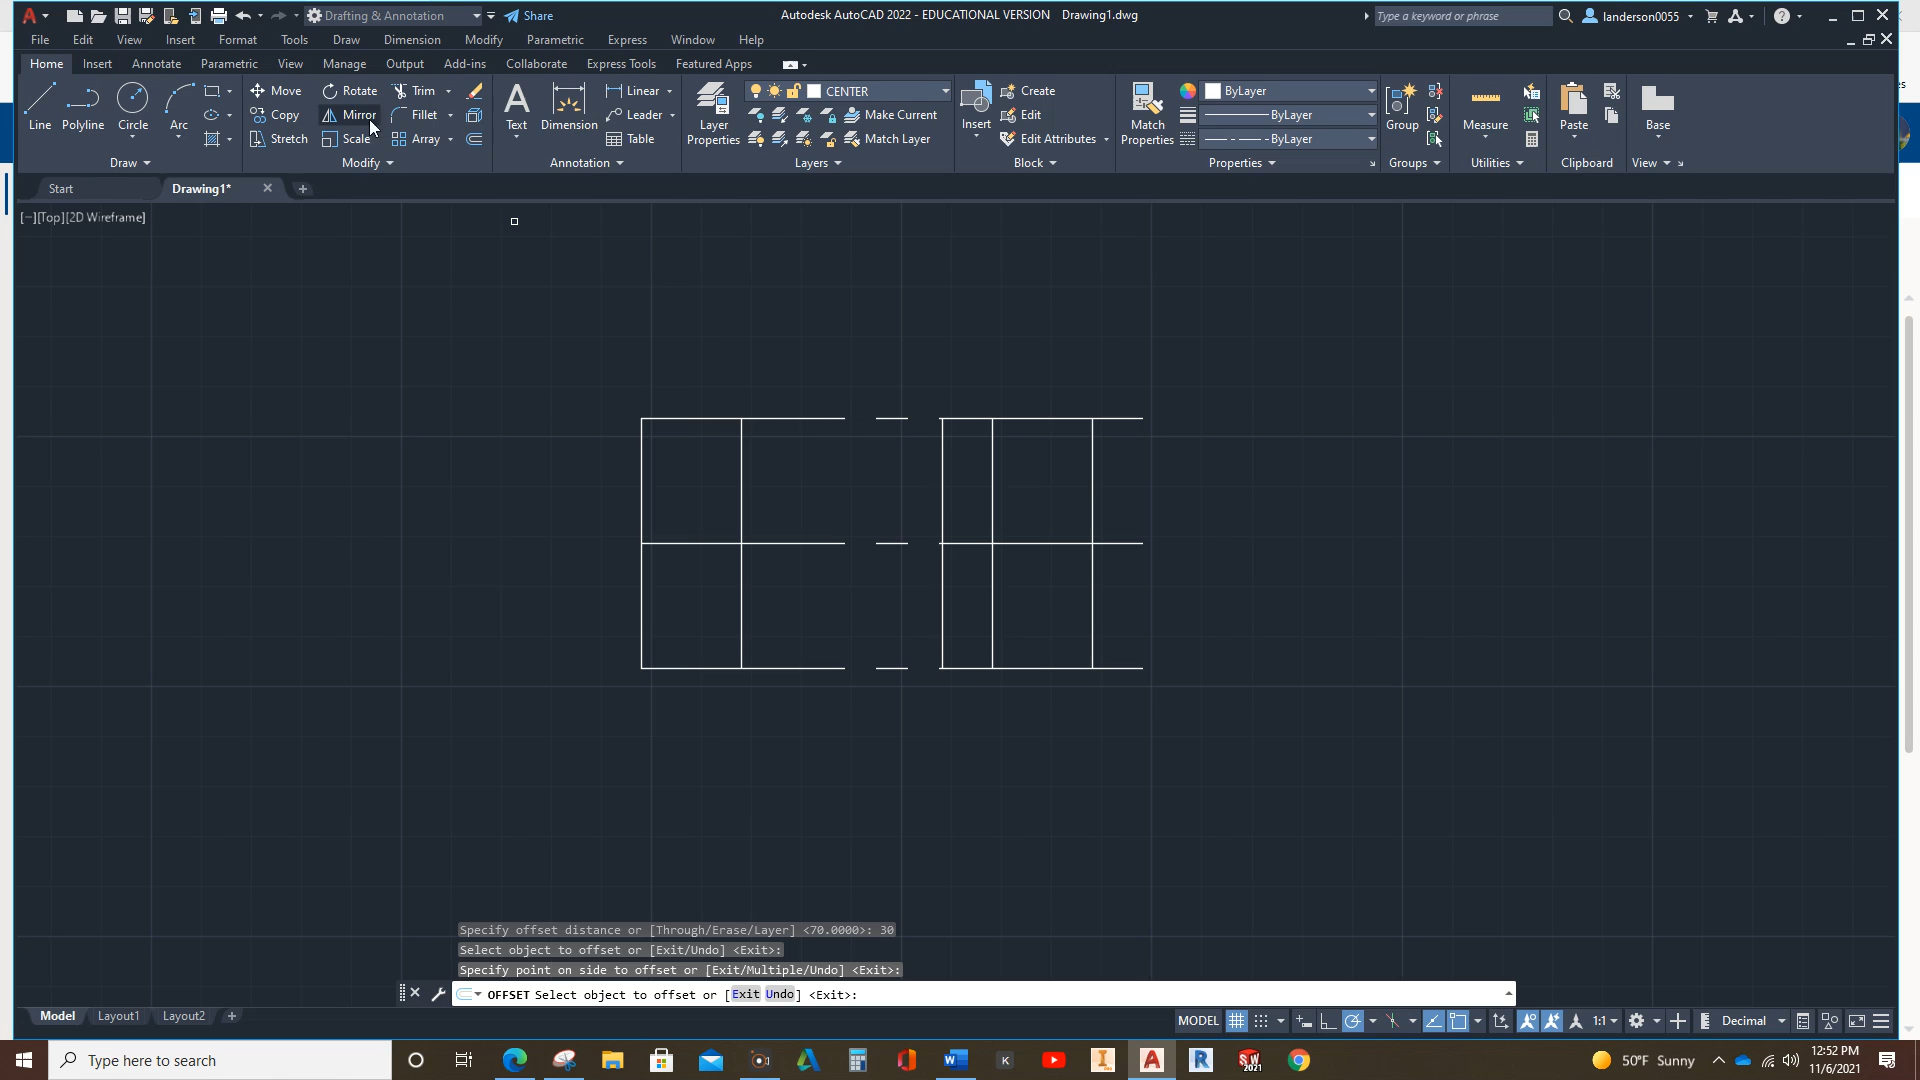 Drafting & Annotation Share Autodesk AutoCAD 2022 - EDUCATIONAL VERSION Drawing1.dwg Type a keyword or phrase landerson0055
File Edit View Insert Format Tools Draw Dimension Modify Parametric Express Window Help
Home Insert Annotate Parametric View Manage Output Add-ins Collaborate Express Tools Featured Apps
Line Polyline Circle Arc
Draw
Move Rotate Trim
Copy Mirror Fillet
Stretch Scale Array
Modify
Text Dimension
Linear
Leader
Table
Annotation
Layer Properties
CENTER
Make Current
Match Layer
Layers
Insert
Create
Edit
Edit Attributes
Block
Match Properties
ByLayer
ByLayer
ByLayer
Properties
Group
Groups
Measure
Utilities
Paste
Clipboard
Base
View
Start Drawing1*
[−][Top][2D Wireframe]
Specify offset distance or [Through/Erase/Layer] <70.0000>: 30
Select object to offset or [Exit/Undo] <Exit>:
Specify point on side to offset or [Exit/Multiple/Undo] <Exit>:
OFFSET Select object to offset or [Exit Undo] <Exit>:
Model Layout1 Layout2
MODEL 1:1 Decimal
Type here to search
50°F Sunny
12:52 PM
11/6/2021